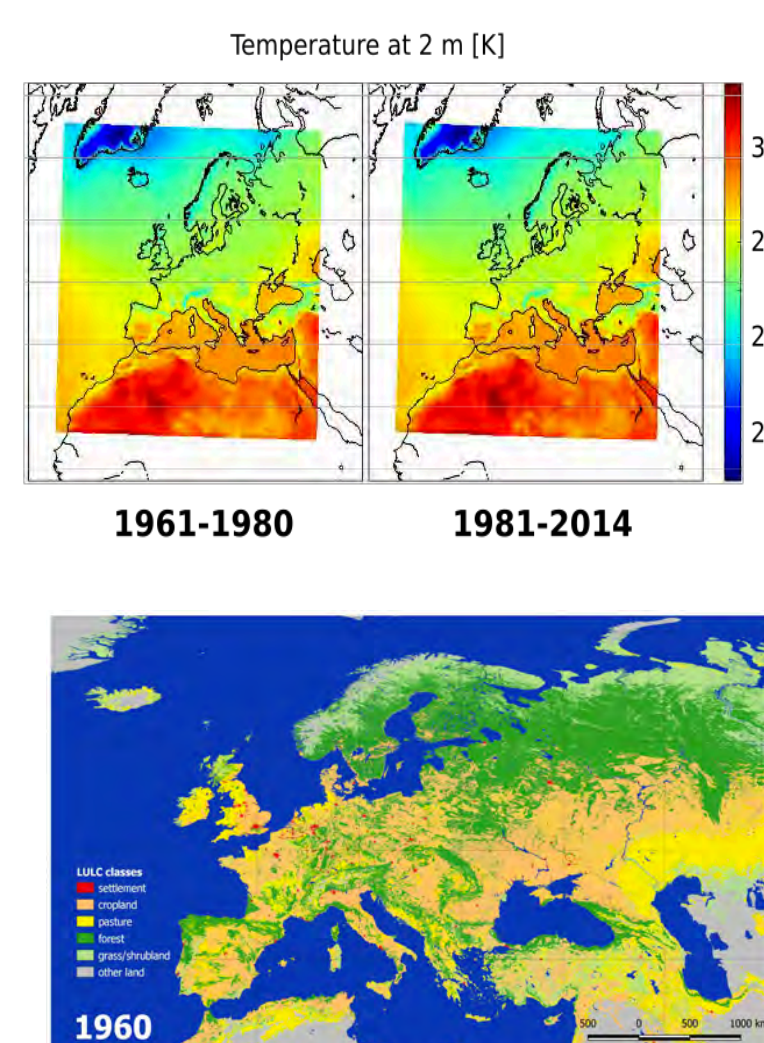 Temperature at 2 m [K]
3
2
2
2
1961-1980
1981-2014
LULC classes
settlement
cropland
pasture
forest
grass/shrubland
other land
1960
500 0 500 1000 km